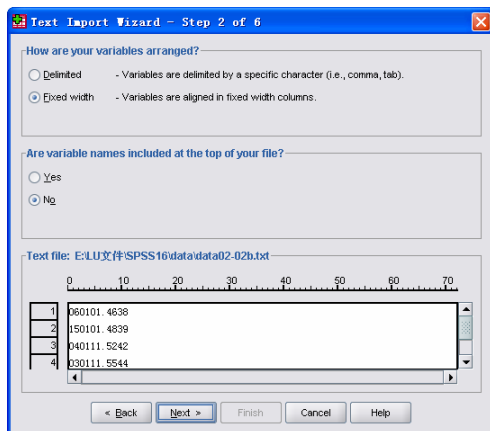 Text Import Wizard - Step 2 of 6
How are your variables arranged?
Delimited - Variables are delimited by a specific character (i.e., comma, tab).
Fixed width - Variables are aligned in fixed width columns.
Are variable names included at the top of your file?
Yes
No
Text file: E:\LU文件\SPSS16\data\data02-02b.txt
0 10 20 30 40 50 60 70
1 060101.4638
2 150101.4839
3 040111.5242
4 030111.5544
< Back Next > Finish Cancel Help